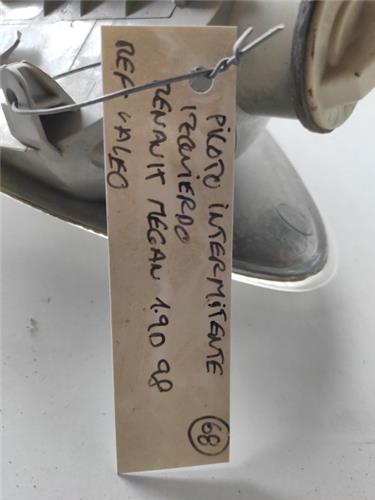 PILOTO INTERMITENTE
IZQUIERDO
RENAULT MEGAN 1.9D 98
REF VALEO
68